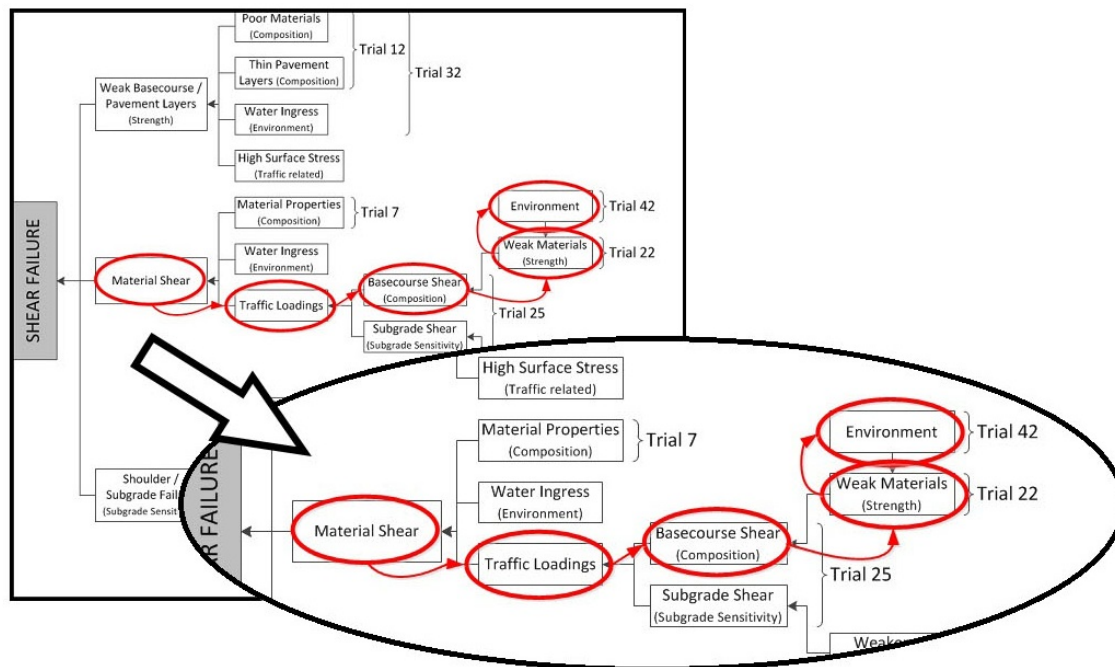 Poor Materials
(Composition)
Trial 12
Thin Pavement
Layers (Composition)
Trial 32
Weak Basecourse /
Pavement Layers
(Strength)
Water Ingress
(Environment)
High Surface Stress
(Traffic related)
Material Properties
(Composition)
Trial 7
Environment
Trial 42
Water Ingress
(Environment)
Weak Materials
(Strength)
Trial 22
SHEAR FAILURE
Material Shear
Traffic Loadings
Basecourse Shear
(Composition)
Trial 25
Subgrade Shear
(Subgrade Sensitivity)
Shoulder /
Subgrade Fail
(Subgrade Sensit
High Surface Stress
(Traffic related)
Material Properties
(Composition)
Trial 7
Environment
Trial 42
Water Ingress
(Environment)
Weak Materials
(Strength)
Trial 22
AR FAILURE
Material Shear
Traffic Loadings
Basecourse Shear
(Composition)
Trial 25
Subgrade Shear
(Subgrade Sensitivity)